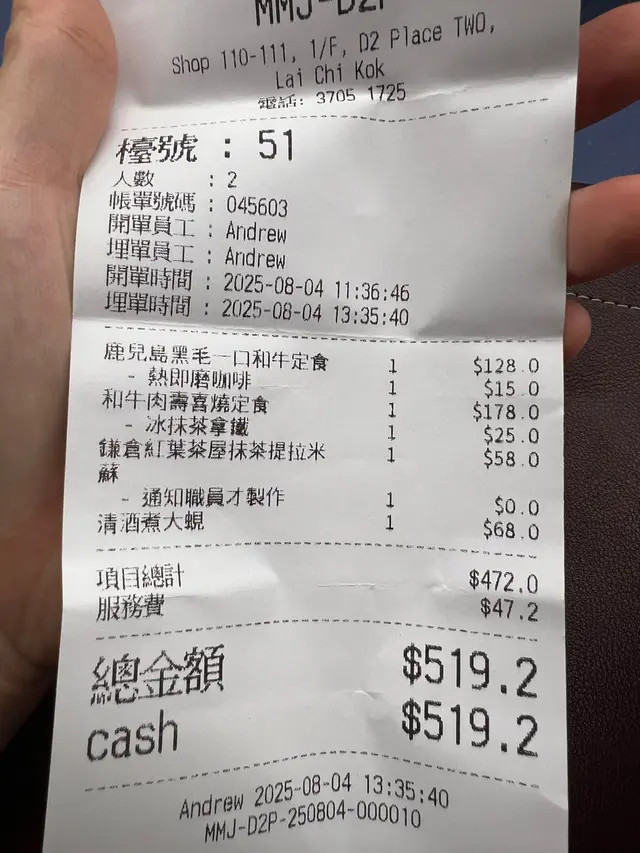 MMJ-D2P
Shop 110-111, 1/F, D2 Place TWO,
Lai Chi Kok
電話: 3705 1725
檯號 : 51
人數 : 2
帳單號碼 : 045603
開單員工 : Andrew
埋單員工 : Andrew
開單時間 : 2025-08-04 11:36:46
埋單時間 : 2025-08-04 13:35:40
鹿兒島黑毛一口和牛定食 1 $128.0
- 熱即磨咖啡 1 $15.0
和牛肉壽喜燒定食 1 $178.0
- 冰抹茶拿鐵 1 $25.0
鎌倉紅葉茶屋抹茶提拉米 1 $58.0
蘇
- 通知職員才製作 1 $0.0
清酒煮大蜆 1 $68.0
項目總計 $472.0
服務費 $47.2
總金額 $519.2
cash $519.2
Andrew 2025-08-04 13:35:40
MMJ-D2P-250804-000010